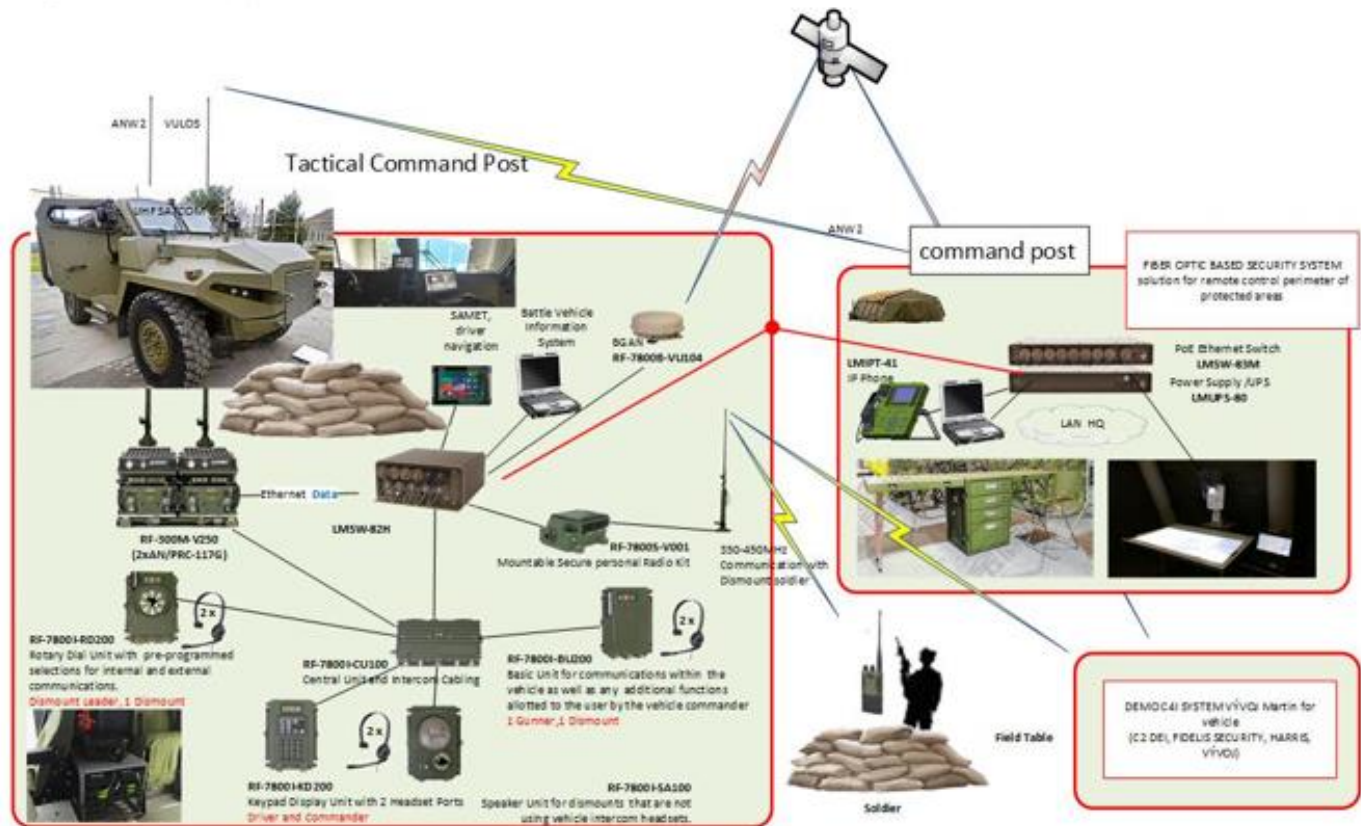 ANW2 VULOS
Tactical Command Post
UHF SATCOM
ANW2
command post
FIBER OPTIC BASED SECURITY SYSTEM
solution for remote control perimeter of
protected areas
SAMET,
driver
navigation
Battle Vehicle
Information
System
BGAN
RF-7800B-VU104
LMIPT-41
IP Phone
PoE Ethernet Switch
LMSW-83M
Power Supply /UPS
LMUPS-80
LAN HQ
Ethernet Data
LMSW-82H
RF-300M-V250
(2xAN/PRC-117G)
RF-7800S-V001
Mountable Secure personal Radio Kit
350-450MHz
Communication with
Dismount soldier
2 x
2 x
RF-7800I-RD200
Rotary Dial Unit with pre-programmed
selections for internal and external
communications.
Dismount Leader, 1 Dismount
RF-7800I-CU100
Central Unit and Intercom Cabling
RF-7800I-BU200
Basic Unit for communications within the
vehicle as well as any additional functions
allotted to the user by the vehicle commander
1 Gunner, 1 Dismount
2 x
RF-7800I-KD200
Keypad Display Unit with 2 Headset Ports
Driver and Commander
RF-7800I-SA100
Speaker Unit for dismounts that are not
using vehicle intercom headsets.
Field Table
Soldier
DEMO C4I SYSTEM VÝVOJ Martin for
vehicle
(C2 DEI, FIDELIS SECURITY, HARRIS,
VÝVOJ)